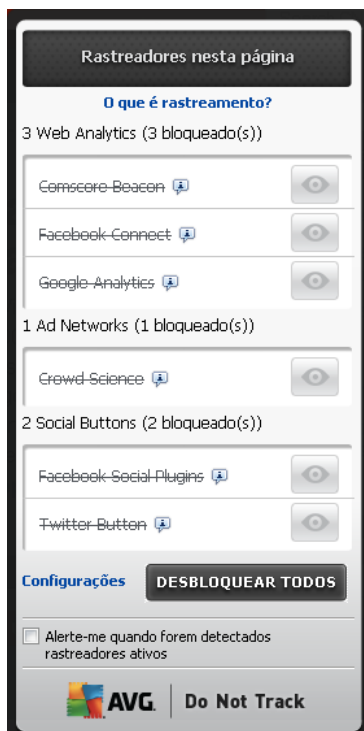 Rastreadores nesta página
O que é rastreamento?
3 Web Analytics (3 bloqueado(s))
Comscore Beacon
Facebook Connect
Google Analytics
1 Ad Networks (1 bloqueado(s))
Crowd Science
2 Social Buttons (2 bloqueado(s))
Facebook Social Plugins
Twitter Button
Configurações DESBLOQUEAR TODOS
Alerte-me quando forem detectados
rastreadores ativos
AVG. Do Not Track